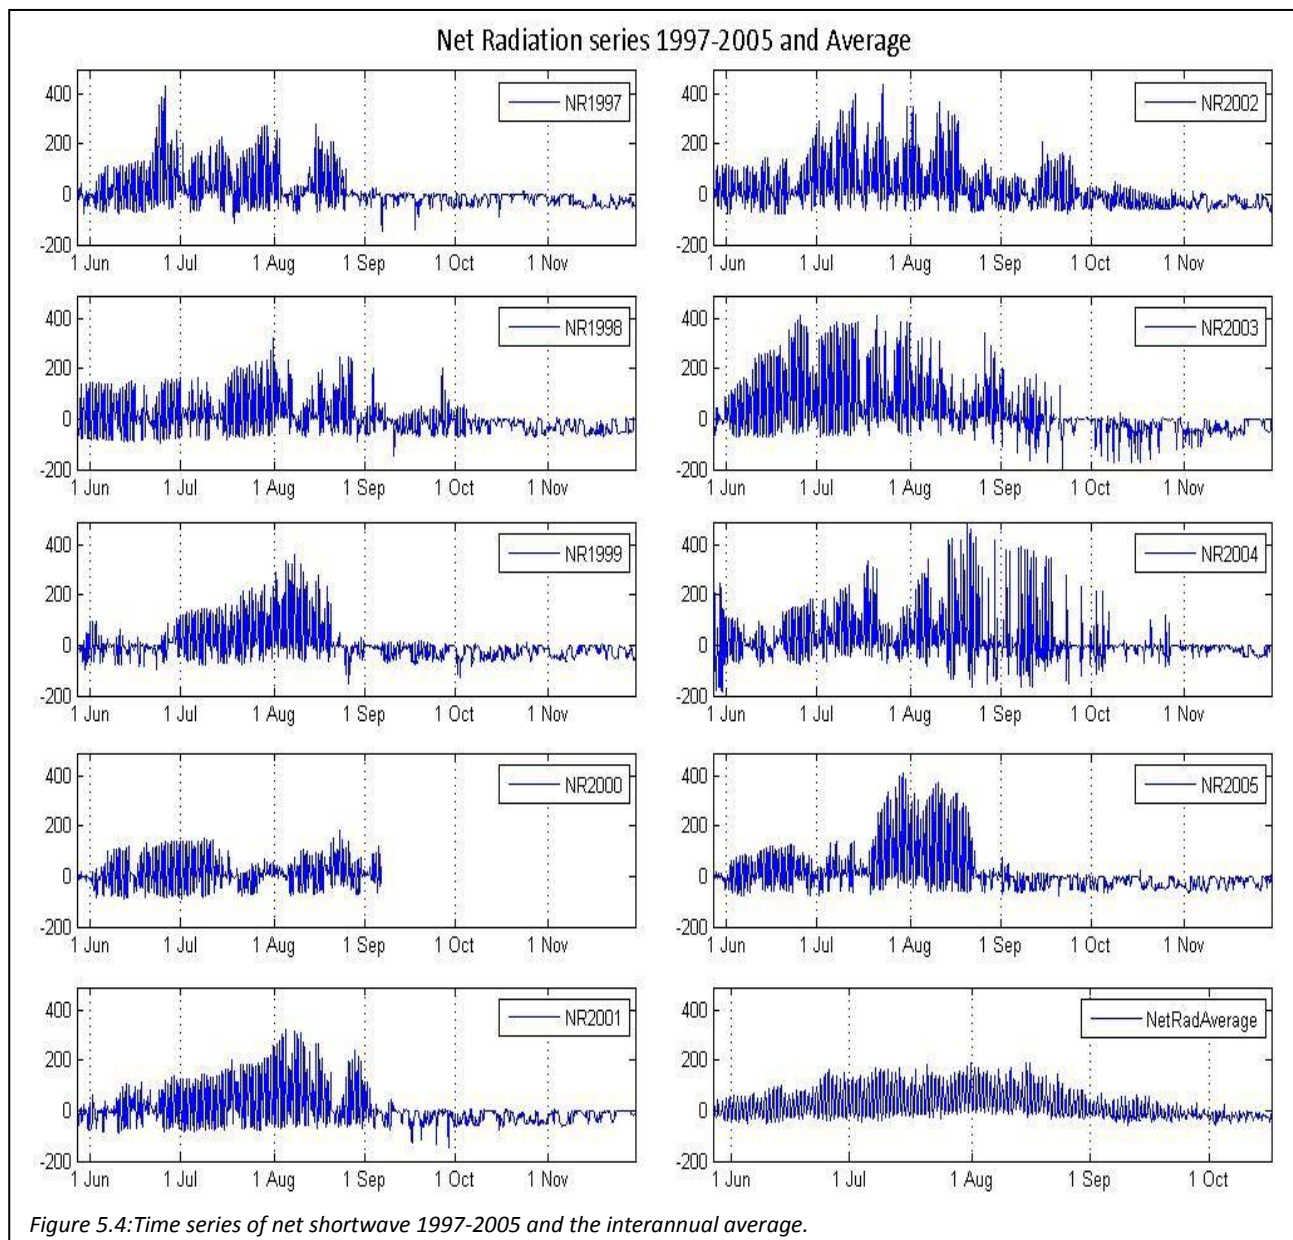 Net Radiation series 1997-2005 and Average
400
200
0
-200
NR1997
1 Jun 1 Jul 1 Aug 1 Sep 1 Oct 1 Nov
400
200
0
-200
NR2002
1 Jun 1 Jul 1 Aug 1 Sep 1 Oct 1 Nov
400
200
0
-200
NR1998
1 Jun 1 Jul 1 Aug 1 Sep 1 Oct 1 Nov
400
200
0
-200
NR2003
1 Jun 1 Jul 1 Aug 1 Sep 1 Oct 1 Nov
400
200
0
-200
NR1999
1 Jun 1 Jul 1 Aug 1 Sep 1 Oct 1 Nov
400
200
0
-200
NR2004
1 Jun 1 Jul 1 Aug 1 Sep 1 Oct 1 Nov
400
200
0
-200
NR2000
1 Jun 1 Jul 1 Aug 1 Sep 1 Oct 1 Nov
400
200
0
-200
NR2005
1 Jun 1 Jul 1 Aug 1 Sep 1 Oct 1 Nov
400
200
0
-200
NR2001
1 Jun 1 Jul 1 Aug 1 Sep 1 Oct 1 Nov
400
200
0
-200
NetRadAverage
1 Jun 1 Jul 1 Aug 1 Sep 1 Oct
Figure 5.4:Time series of net shortwave 1997-2005 and the interannual average.